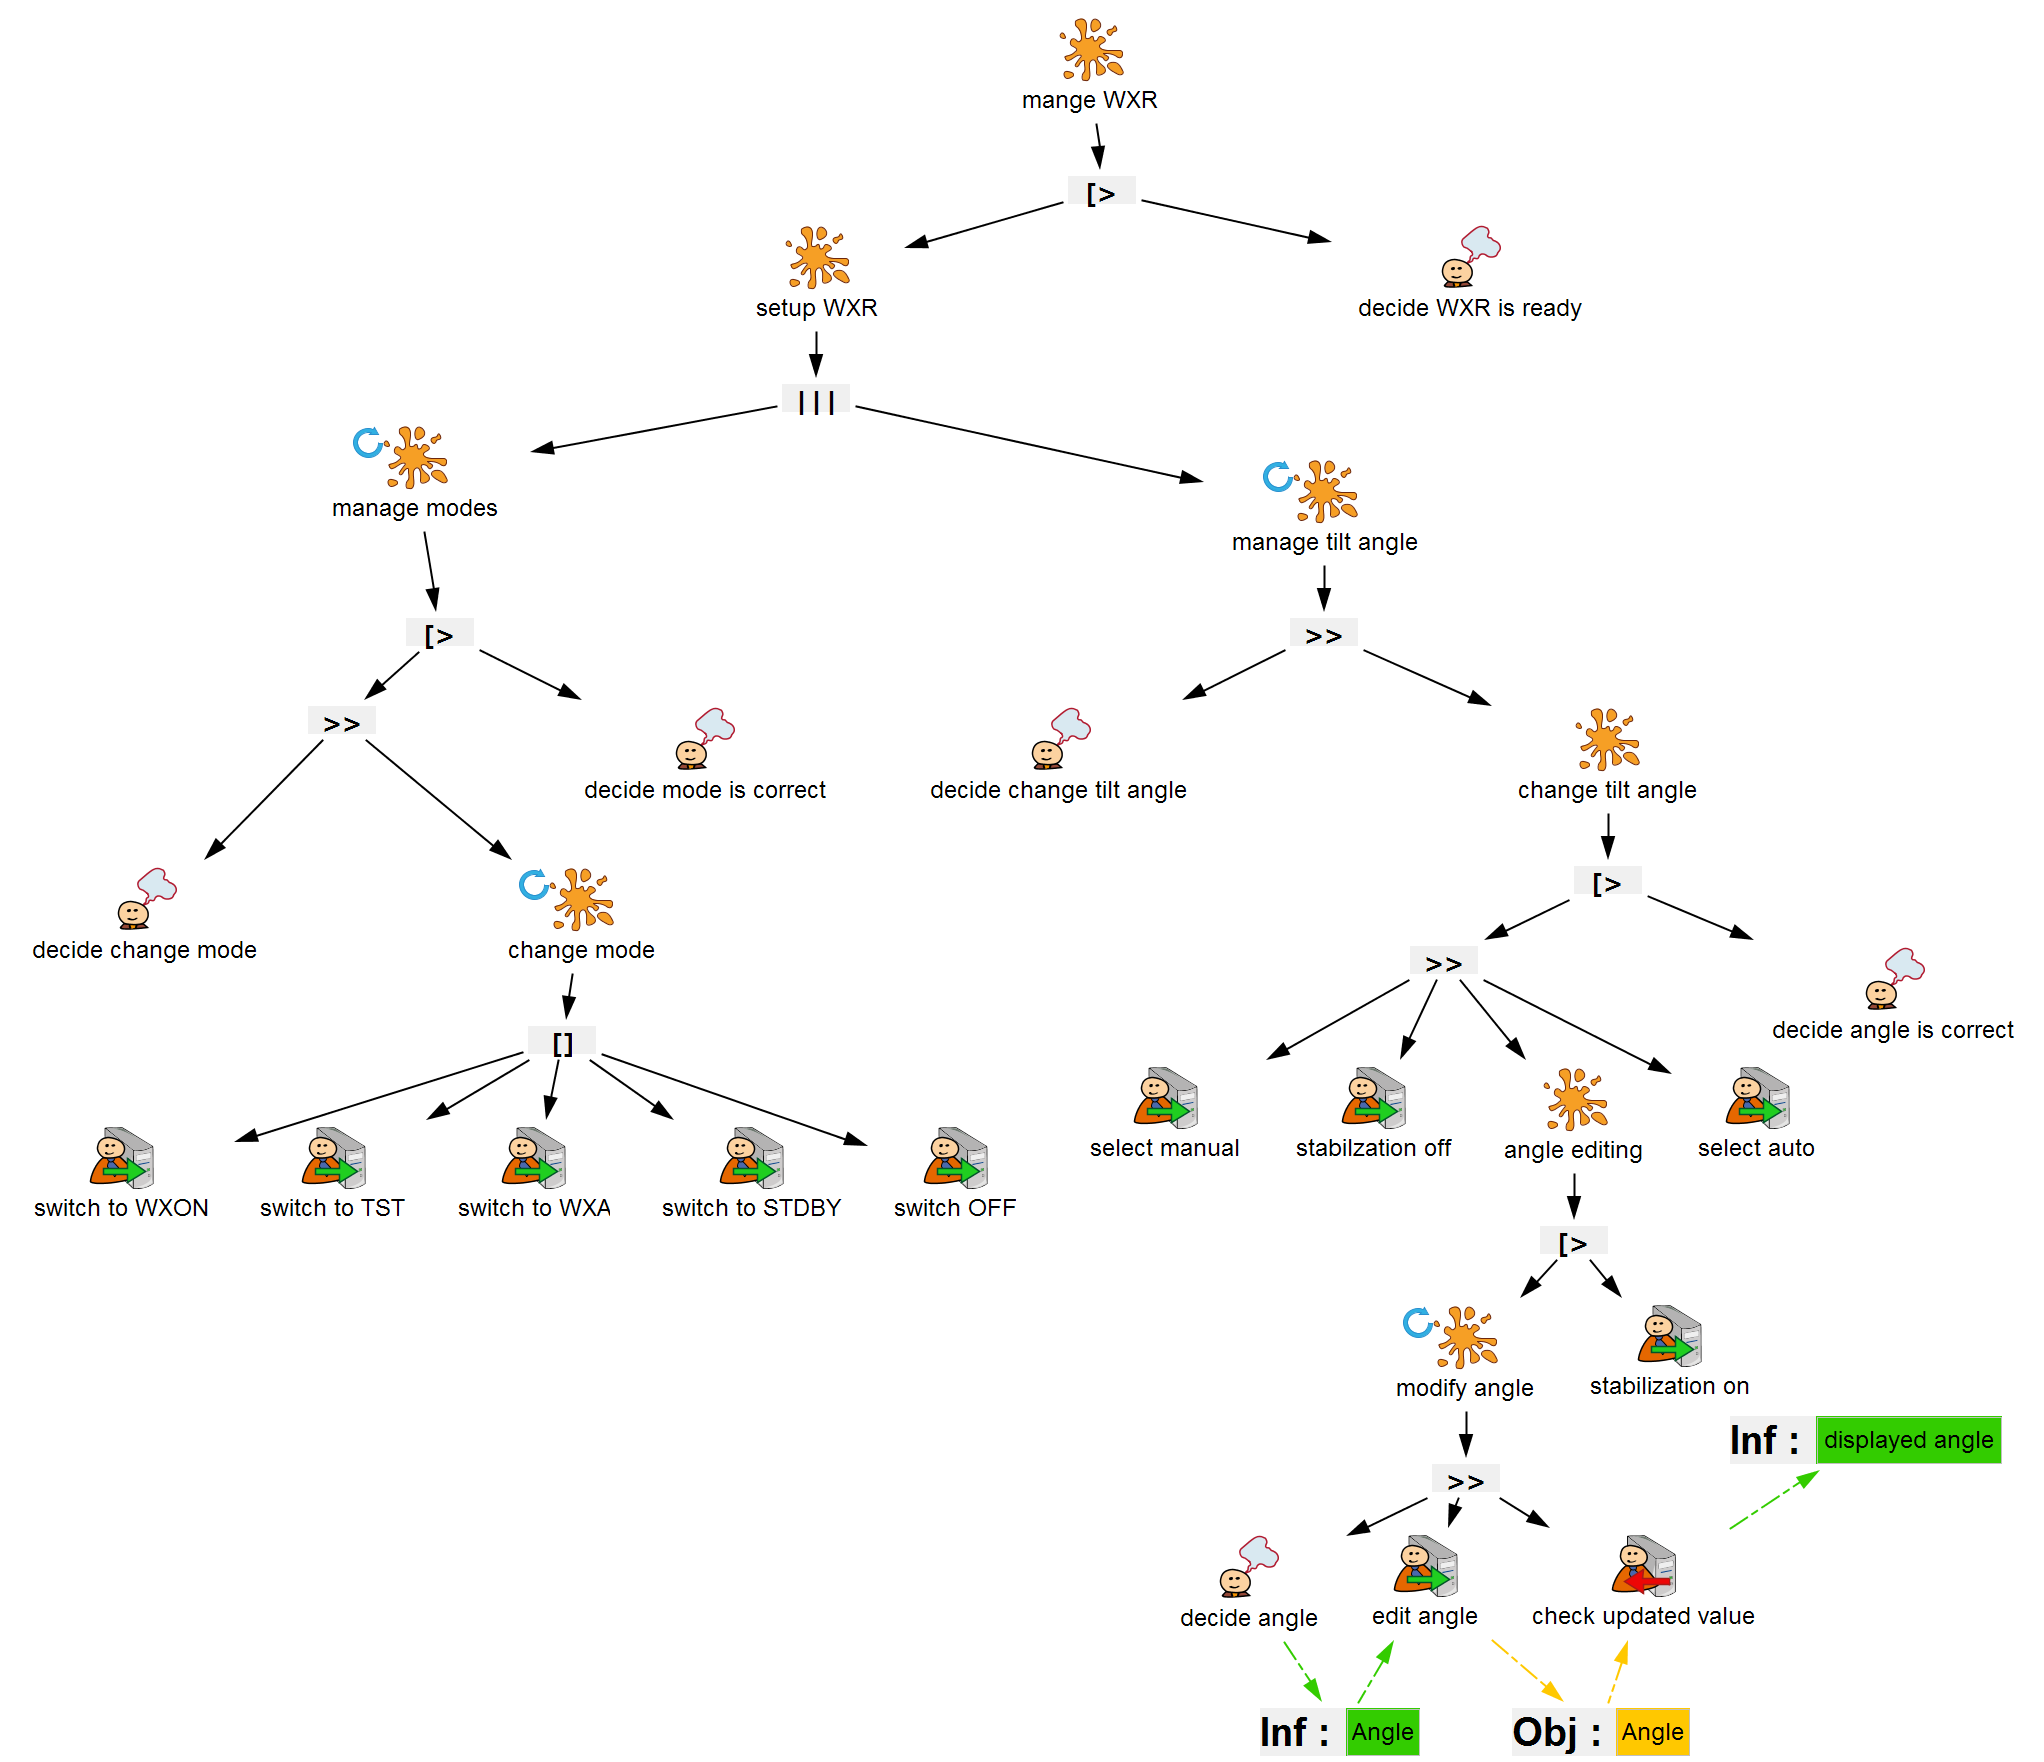 mange WXR
[>
setup WXR
decide WXR is ready
|||
manage modes
manage tilt angle
[>
>>
>>
decide mode is correct
decide change tilt angle
change tilt angle
[>
decide change mode
change mode
>>
decide angle is correct
[]
select manual
stabilzation off
angle editing
select auto
switch to WXON
switch to TST
switch to WXA
switch to STDBY
switch OFF
[>
modify angle
stabilization on
Inf : displayed angle
>>
decide angle
edit angle
check updated value
Inf : Angle
Obj : Angle